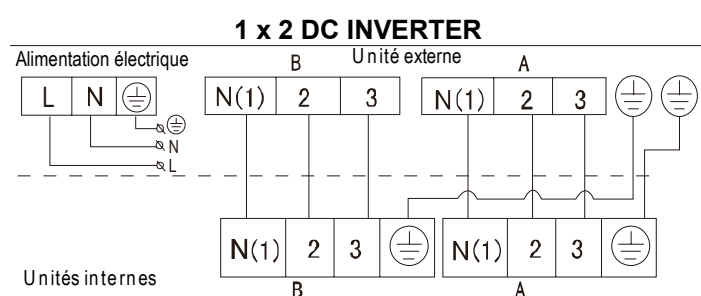 1 x 2 DC INVERTER
Alimentation électrique
B
Unité externe
A
L N
N(1) 2 3
N(1) 2 3
N
L
N(1) 2 3
N(1) 2 3
Unités internes
B
A